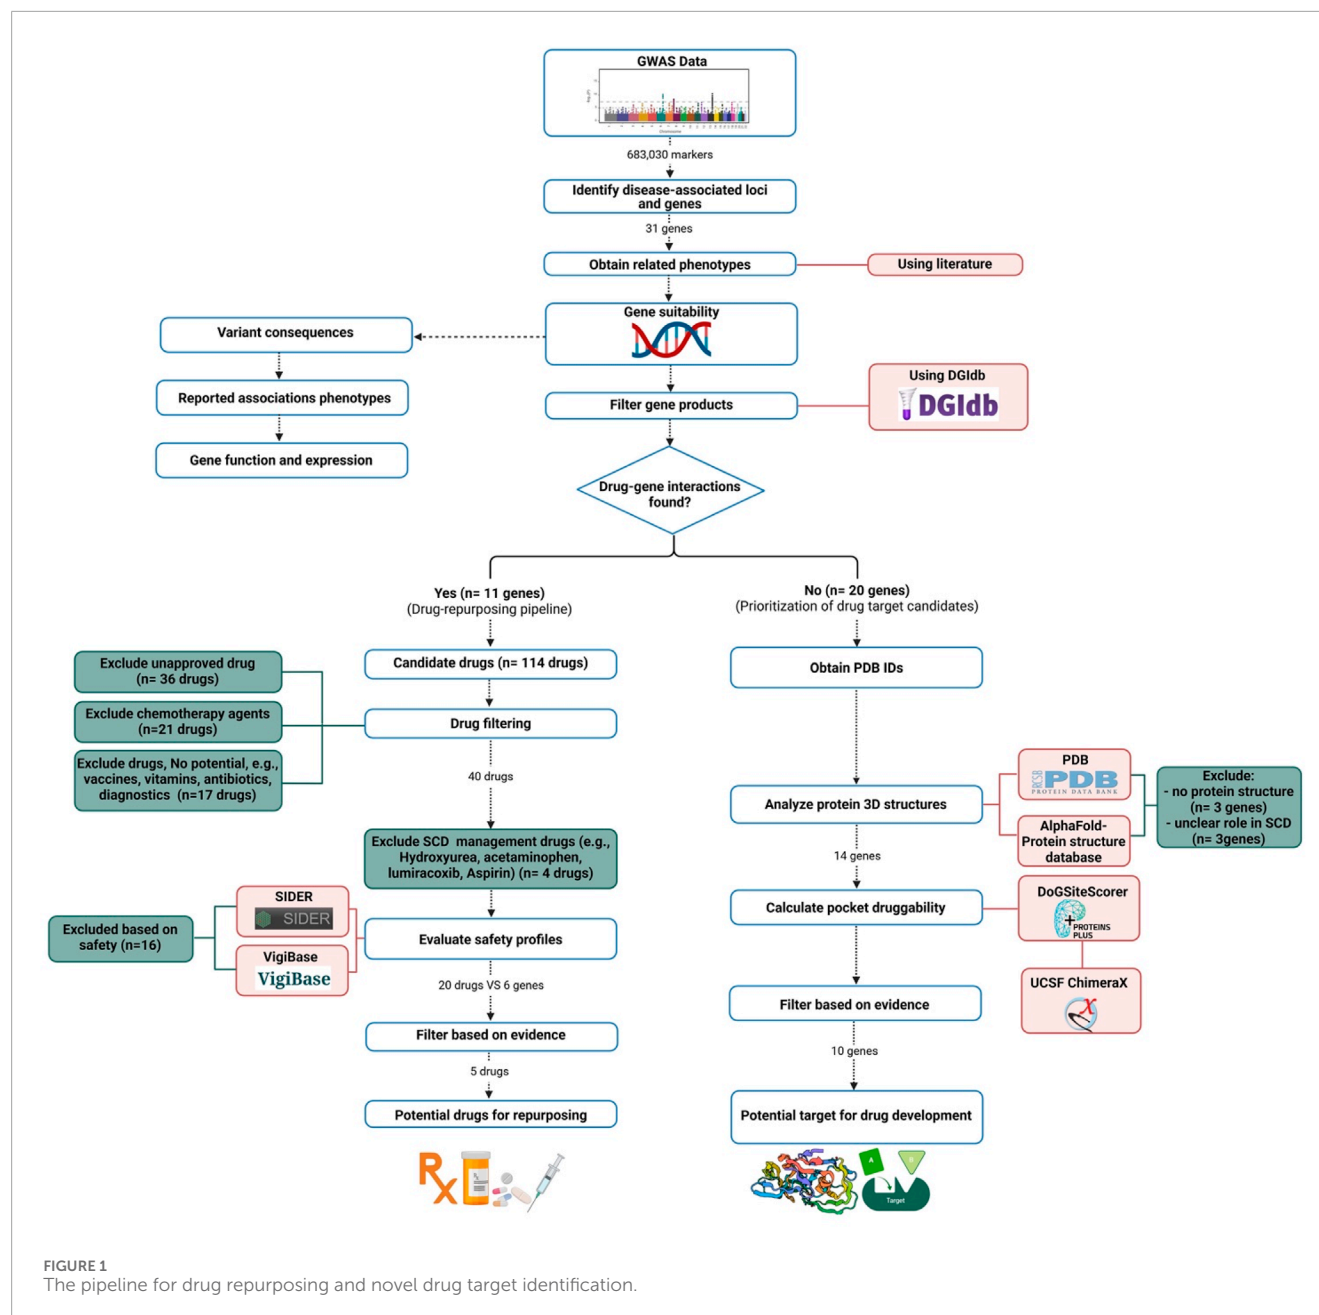 GWAS Data
683,030 markers
Identify disease-associated loci
and genes
31 genes
Obtain related phenotypes
Using literature
Gene suitability
Variant consequences
Reported associations phenotypes
Gene function and expression
Filter gene products
Using DGIdb
DGIdb
Drug-gene interactions
found?
Yes (n= 11 genes)
(Drug-repurposing pipeline)
No (n= 20 genes)
(Prioritization of drug target candidates)
Candidate drugs (n= 114 drugs)
Exclude unapproved drug
(n= 36 drugs)
Exclude chemotherapy agents
(n=21 drugs)
Exclude drugs, No potential, e.g.,
vaccines, vitamins, antibiotics,
diagnostics (n=17 drugs)
Drug filtering
40 drugs
Exclude SCD management drugs (e.g.,
Hydroxyurea, acetaminophen,
lumiracoxib, Aspirin) (n= 4 drugs)
SIDER
SIDER
VigiBase
VigiBase
Excluded based on
safety (n=16)
Evaluate safety profiles
20 drugs VS 6 genes
Filter based on evidence
5 drugs
Potential drugs for repurposing
Rx
Obtain PDB IDs
Analyze protein 3D structures
PDB
RCSB
PDB
PROTEIN DATA BANK
AlphaFold-
Protein structure
database
Exclude:
- no protein structure
(n= 3 genes)
- unclear role in SCD
(n= 3genes)
14 genes
Calculate pocket druggability
DoGSiteScorer
PROTEINS
PLUS
UCSF ChimeraX
X
Filter based on evidence
10 genes
Potential target for drug development
A
Target
FIGURE 1
The pipeline for drug repurposing and novel drug target identification.